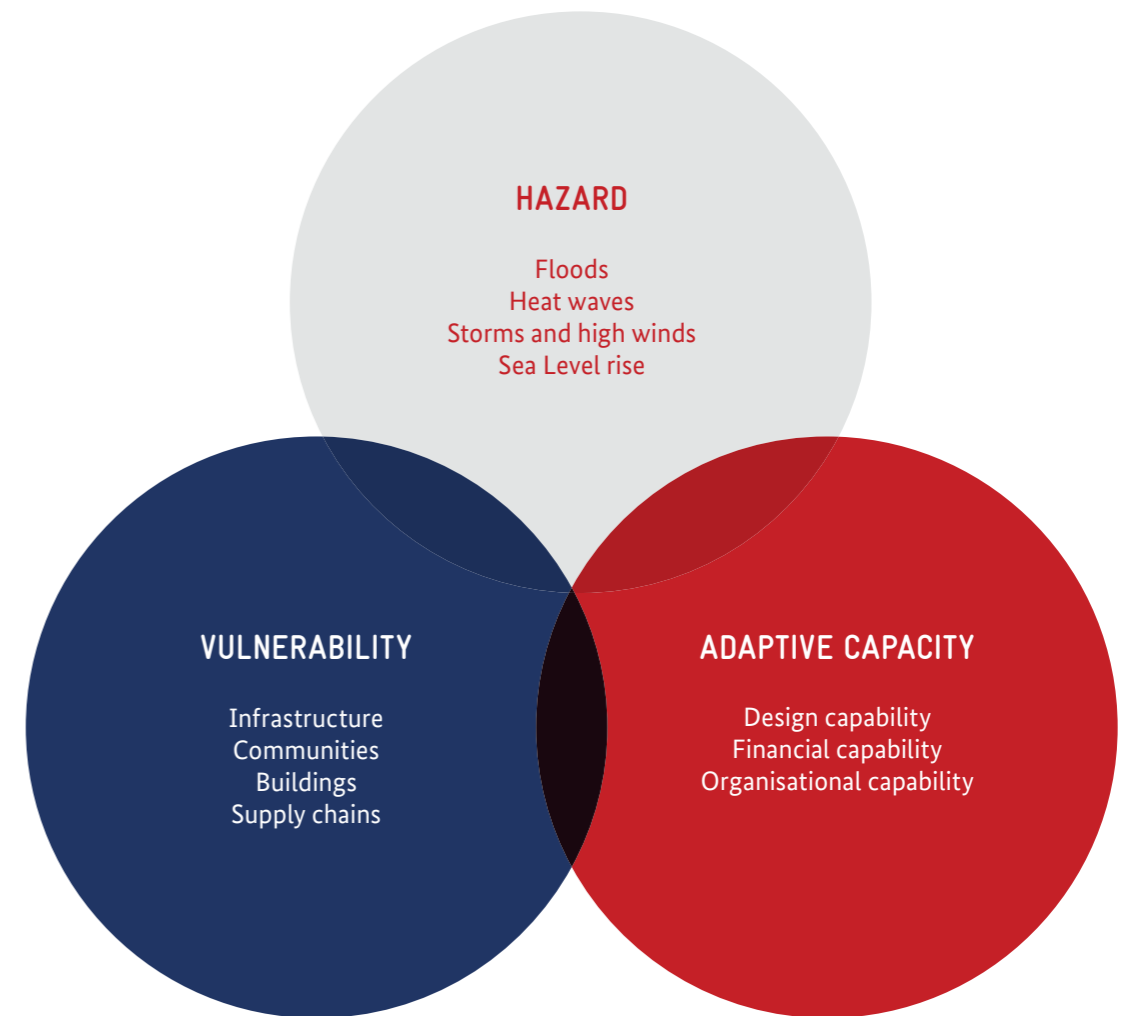 HAZARD
Floods
Heat waves
Storms and high winds
Sea Level rise
VULNERABILITY
Infrastructure
Communities
Buildings
Supply chains
ADAPTIVE CAPACITY
Design capability
Financial capability
Organisational capability